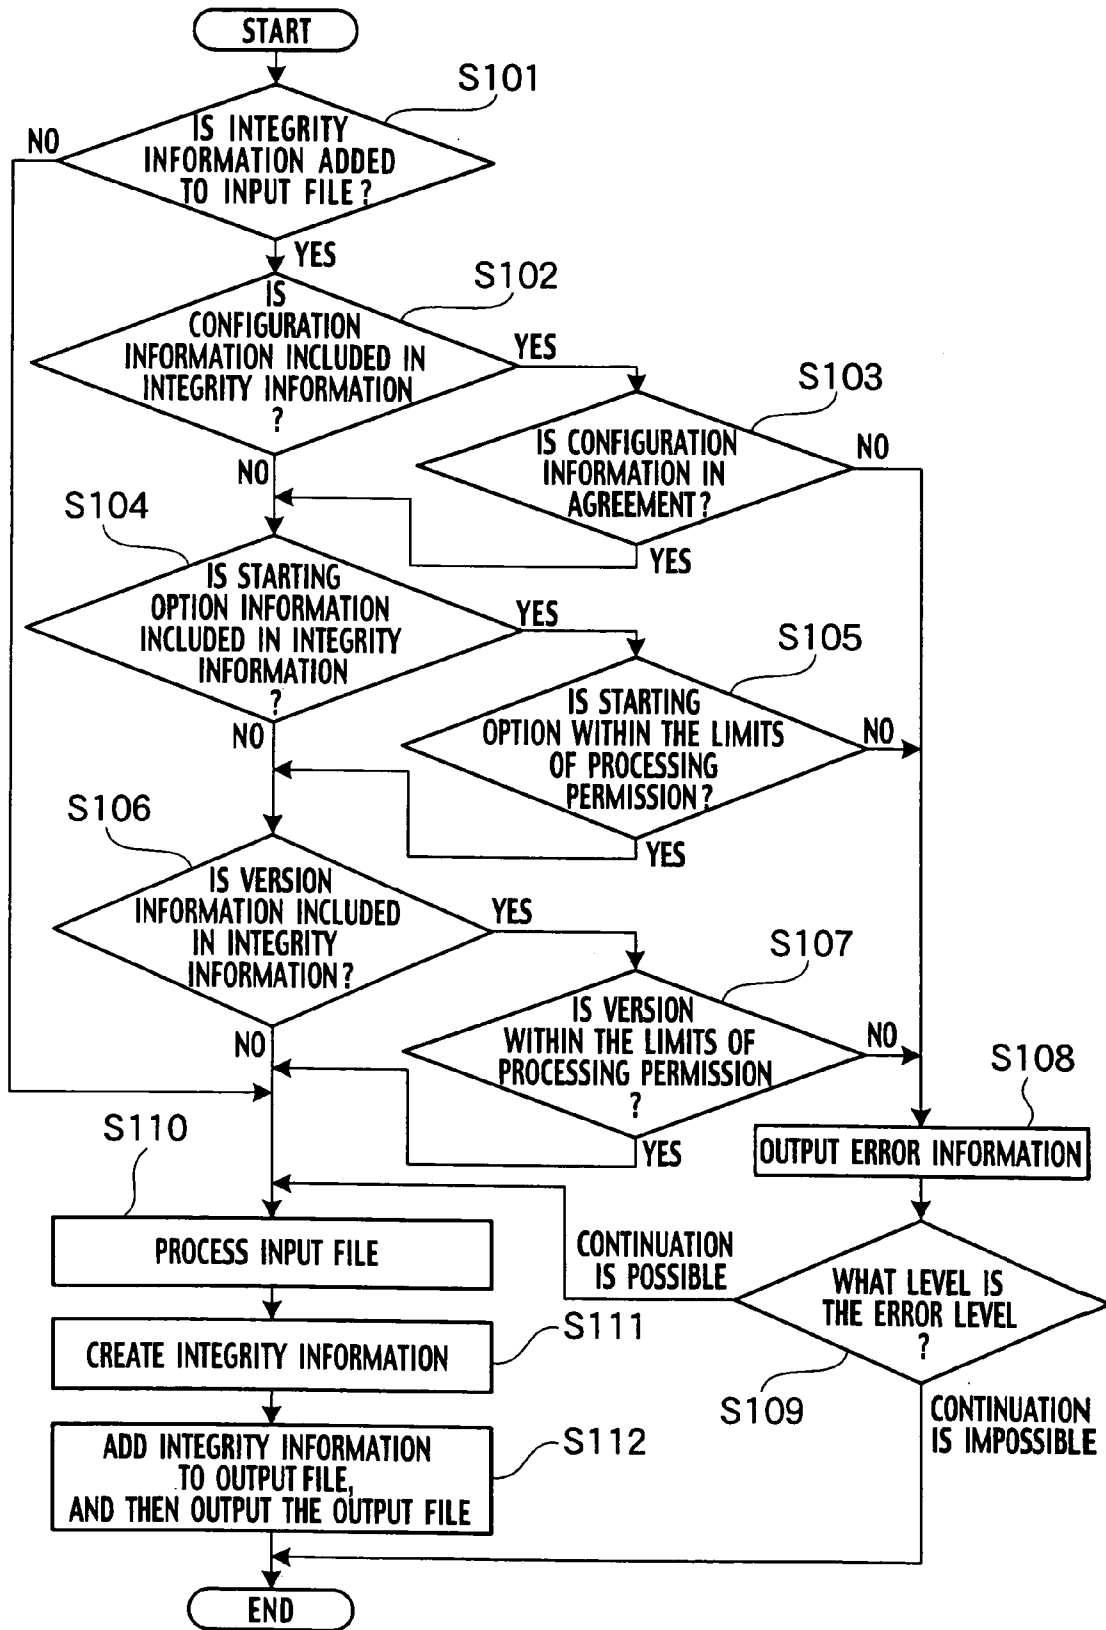 START
S101
NO
IS INTEGRITY
INFORMATION ADDED
TO INPUT FILE?
YES
S102
IS
CONFIGURATION
INFORMATION INCLUDED IN
INTEGRITY INFORMATION
?
YES
S103
NO
IS CONFIGURATION
INFORMATION IN
AGREEMENT?
NO
YES
S104
IS STARTING
OPTION INFORMATION
INCLUDED IN INTEGRITY
INFORMATION
?
YES
S105
IS STARTING
OPTION WITHIN THE LIMITS
OF PROCESSING
PERMISSION?
NO
NO
YES
S106
IS VERSION
INFORMATION INCLUDED
IN INTEGRITY
INFORMATION?
YES
S107
IS VERSION
WITHIN THE LIMITS OF
PROCESSING PERMISSION
?
NO
NO
YES
S108
OUTPUT ERROR INFORMATION
S110
PROCESS INPUT FILE
CONTINUATION
IS POSSIBLE
WHAT LEVEL IS
THE ERROR LEVEL
?
S109
CONTINUATION
IS IMPOSSIBLE
S111
CREATE INTEGRITY INFORMATION
S112
ADD INTEGRITY INFORMATION
TO OUTPUT FILE,
AND THEN OUTPUT THE OUTPUT FILE
END